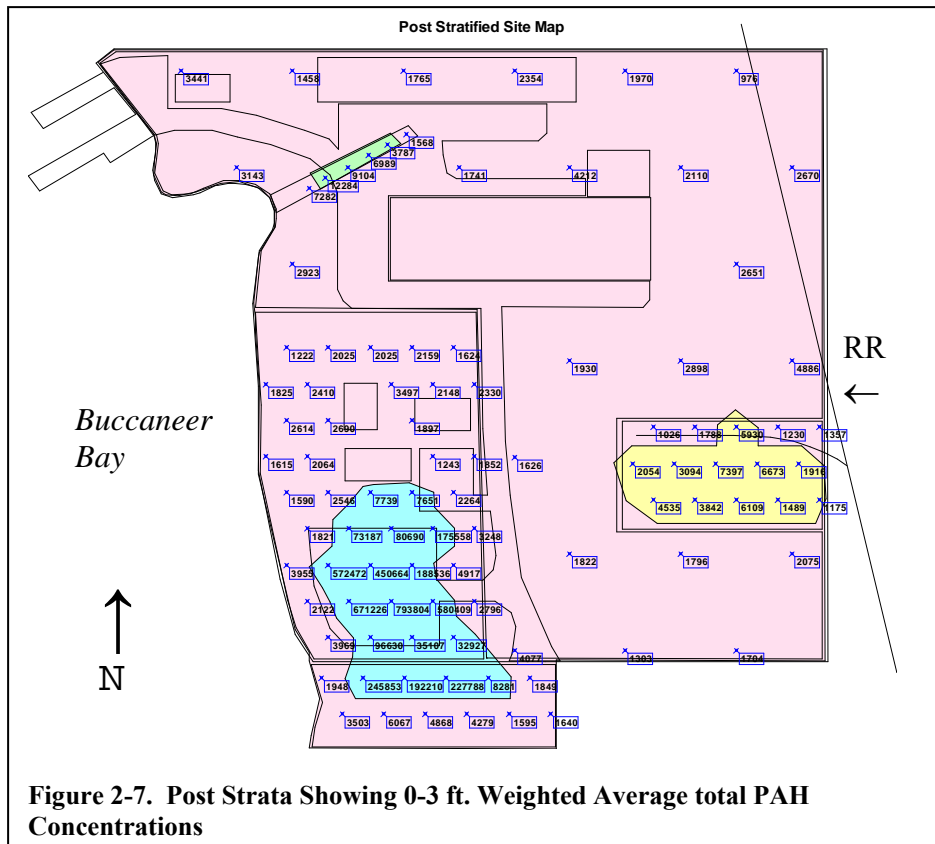 Post Stratified Site Map
3441 1458 1765 2354 1970 976
1568
3787
6989
3143 9104 1741 4212 2110 2670
12284
7282
2923 2651
RR
←
1222 2025 2025 2159 1624
1930 2898 4886
1825 2410 3497 2148 2330
Buccaneer
Bay
2614 2690 1897
1026 1788 5930 1230 1357
1615 2064 1243 1852 1626
2054 3094 7397 6673 1916
1590 2546 7739 7651 2264
4535 3842 6109 1489 1175
1821 73187 80690 175558 3248
1822 1796 2075
3955 572472 450664 188536 4917
↑
N
2122 671226 793804 580409 2796
3969 96630 35107 32927
4077 1303 1704
1948 245853 192210 227788 8281 1849
3503 6067 4868 4279 1595 1640
Figure 2-7. Post Strata Showing 0-3 ft. Weighted Average total PAH
Concentrations